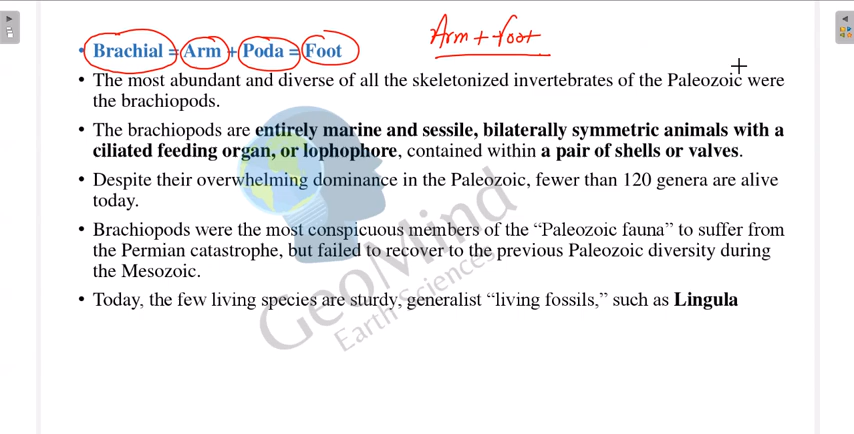 Arm + foot
• Brachial = Arm + Poda = Foot
• The most abundant and diverse of all the skeletonized invertebrates of the Paleozoic were
the brachiopods.
• The brachiopods are entirely marine and sessile, bilaterally symmetric animals with a
ciliated feeding organ, or lophophore, contained within a pair of shells or valves.
• Despite their overwhelming dominance in the Paleozoic, fewer than 120 genera are alive
today.
• Brachiopods were the most conspicuous members of the “Paleozoic fauna” to suffer from
the Permian catastrophe, but failed to recover to the previous Paleozoic diversity during
the Mesozoic.
• Today, the few living species are sturdy, generalist “living fossils,” such as Lingula
GeoMind
Earth Sciences